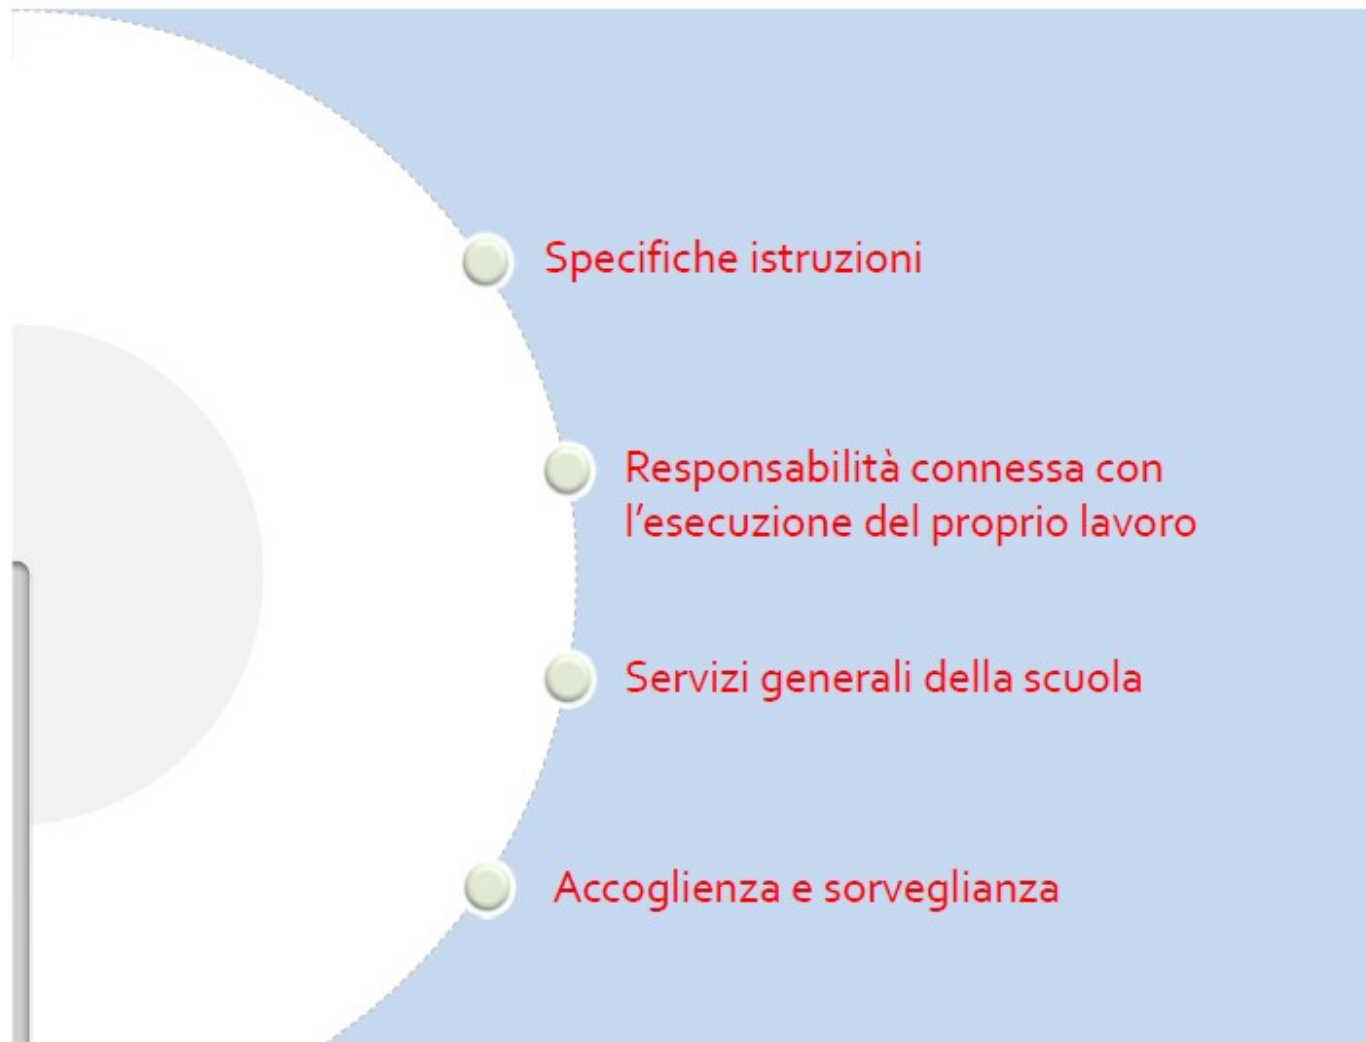 Specifiche istruzioni
Responsabilità connessa con
l'esecuzione del proprio lavoro
Servizi generali della scuola
Accoglienza e sorveglianza